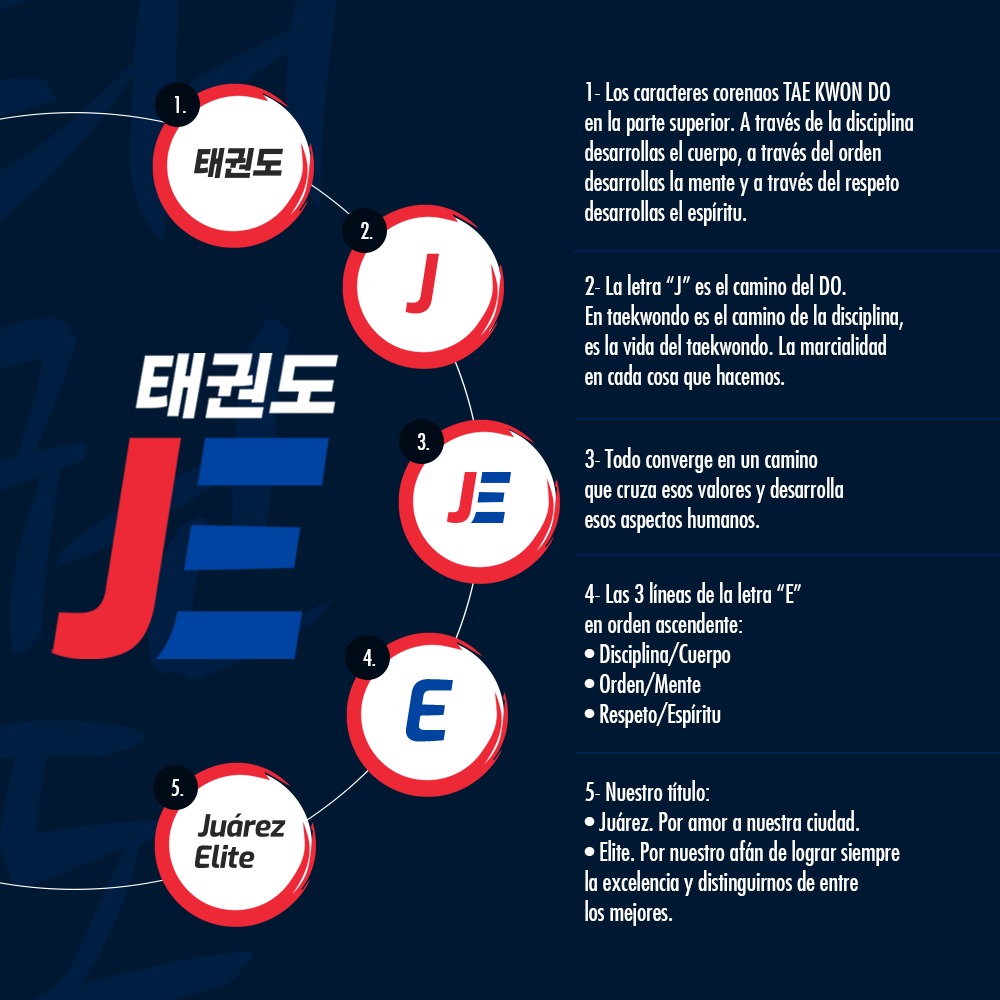 1.
태권도
1- Los caracteres corenaos TAE KWON DO
en la parte superior. A través de la disciplina
desarrollas el cuerpo, a través del orden
desarrollas la mente y a través del respeto
desarrollas el espíritu.
2.
J
2- La letra “J” es el camino del DO.
En taekwondo es el camino de la disciplina,
es la vida del taekwondo. La marcialidad
en cada cosa que hacemos.
태권도
JE
3.
JE
3- Todo converge en un camino
que cruza esos valores y desarrolla
esos aspectos humanos.
4.
E
4- Las 3 líneas de la letra “E”
en orden ascendente:
• Disciplina/Cuerpo
• Orden/Mente
• Respeto/Espíritu
5.
Juárez
Elite
5- Nuestro título:
• Juárez. Por amor a nuestra ciudad.
• Elite. Por nuestro afán de lograr siempre
la excelencia y distinguirnos de entre
los mejores.